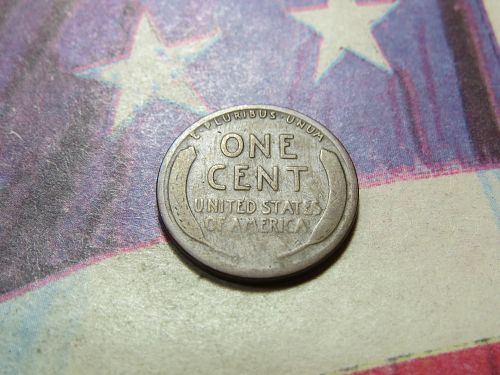 E·PLURIBUS·UNUM
ONE
CENT
UNITED STATES
OF AMERICA